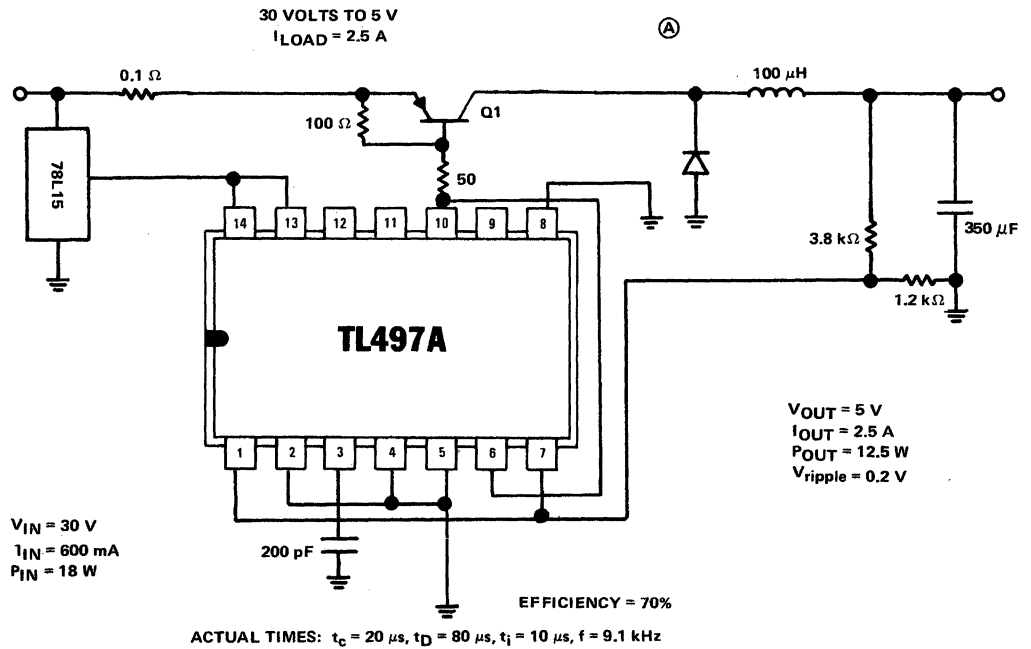 30 VOLTS TO 5 V
I LOAD = 2.5 A
A
0.1 Ω
100 μH
100 Ω
Q1
78L15
50
14
13
12
11
10
9
8
3.8 kΩ
350 μF
1.2 kΩ
TL497A
VOUT = 5 V
IOUT = 2.5 A
POUT = 12.5 W
Vripple = 0.2 V
1
2
3
4
5
6
7
VIN = 30 V
IIN = 600 mA
PIN = 18 W
200 pF
EFFICIENCY = 70%
ACTUAL TIMES: tc = 20 μs, tD = 80 μs, ti = 10 μs, f = 9.1 kHz